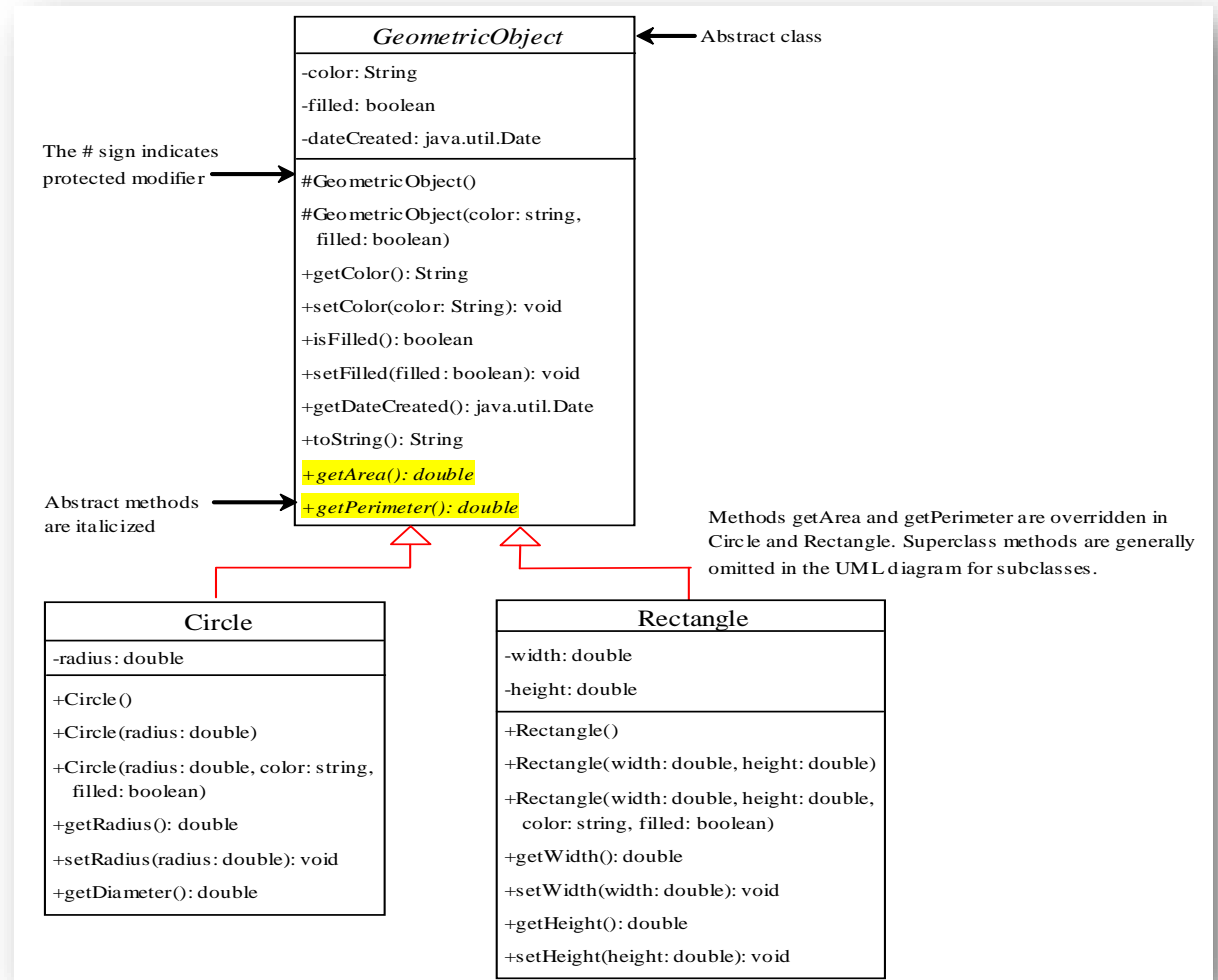 GeometricObject
Abstract class
-color: String
-filled: boolean
-dateCreated: java.util.Date
The # sign indicates
protected modifier
#GeometricObject()
#GeometricObject(color: string,
filled: boolean)
+getColor(): String
+setColor(color: String): void
+isFilled(): boolean
+setFilled(filled: boolean): void
+getDateCreated(): java.util.Date
+toString(): String
+getArea(): double
+getPerimeter(): double
Abstract methods
are italicized
Methods getArea and getPerimeter are overridden in
Circle and Rectangle. Superclass methods are generally
omitted in the UML diagram for subclasses.
Circle
-radius: double
+Circle()
+Circle(radius: double)
+Circle(radius: double, color: string,
filled: boolean)
+getRadius(): double
+setRadius(radius: double): void
+getDiameter(): double
Rectangle
-width: double
-height: double
+Rectangle()
+Rectangle(width: double, height: double)
+Rectangle(width: double, height: double,
color: string, filled: boolean)
+getWidth(): double
+setWidth(width: double): void
+getHeight(): double
+setHeight(height: double): void